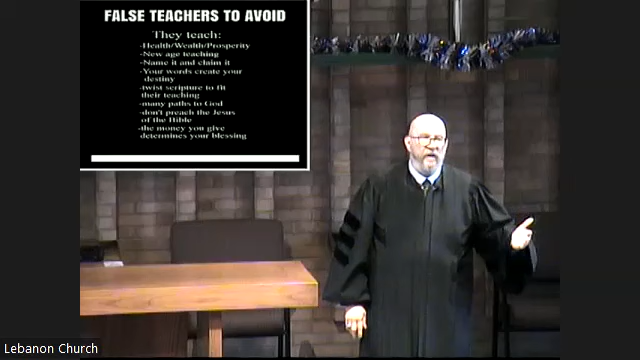 FALSE TEACHERS TO AVOID
They teach:
-Health/Wealth/Prosperity
-New age teaching
-Name it and claim it
-Your words create your
destiny
-twist scripture to fit
their teaching
-many paths to God
-don't preach the Jesus
of the Bible
-the money you give
determines your blessing
Lebanon Church